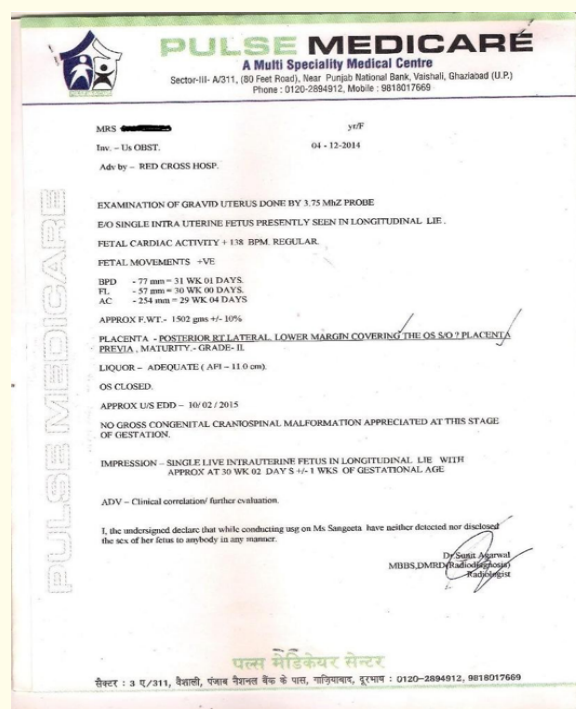 PULSE MEDICARE
A Multi Speciality Medical Centre
Sector-III- A/311, (80 Feet Road), Near Punjab National Bank, Vaishali, Ghaziabad (U.P.)
Phone : 0120-2894912, Mobile : 9818017669
PULSE MEDICARE
MRS yr/F
Inv. – Us OBST. 04 - 12-2014
Adv by – RED CROSS HOSP.
EXAMINATION OF GRAVID UTERUS DONE BY 3.75 MhZ PROBE
E/O SINGLE INTRA UTERINE FETUS PRESENTLY SEEN IN LONGITUDINAL LIE .
FETAL CARDIAC ACTIVITY + 138 BPM. REGULAR.
FETAL MOVEMENTS +VE
BPD - 77 mm = 31 WK 01 DAYS.
FL - 57 mm = 30 WK 00 DAYS.
AC - 254 mm = 29 WK 04 DAYS
APPROX F.WT.- 1502 gms +/- 10%
PLACENTA - POSTERIOR RT.LATERAL. LOWER MARGIN COVERING THE OS S/O ? PLACENTA
PREVIA , MATURITY.- GRADE- II.
LIQUOR – ADEQUATE ( AFI – 11.0 cm).
OS CLOSED.
APPROX U/S EDD – 10/ 02 / 2015
NO GROSS CONGENITAL CRANIOSPINAL MALFORMATION APPRECIATED AT THIS STAGE
OF GESTATION.
IMPRESSION – SINGLE LIVE INTRAUTERINE FETUS IN LONGITUDINAL LIE WITH
APPROX AT 30 WK 02 DAY S +/- 1 WKS OF GESTATIONAL AGE
ADV – Clinical correlation/ further evaluation.
I, the undersigned declare that while conducting usg on Ms Sangeeta have neither detected nor disclosed
the sex of her fetus to anybody in any manner.
Dr Sumit Agarwal
MBBS,DMRD(Radiodiagnosis)
Radiologist
PULSE MEDICARE
पल्स मेडिकेयर सेन्टर
सैक्टर : 3 ए/311, वैशाली, पंजाब नैशनल बैंक के पास, गाज़ियाबाद, दूरभाष : 0120-2894912, 9818017669